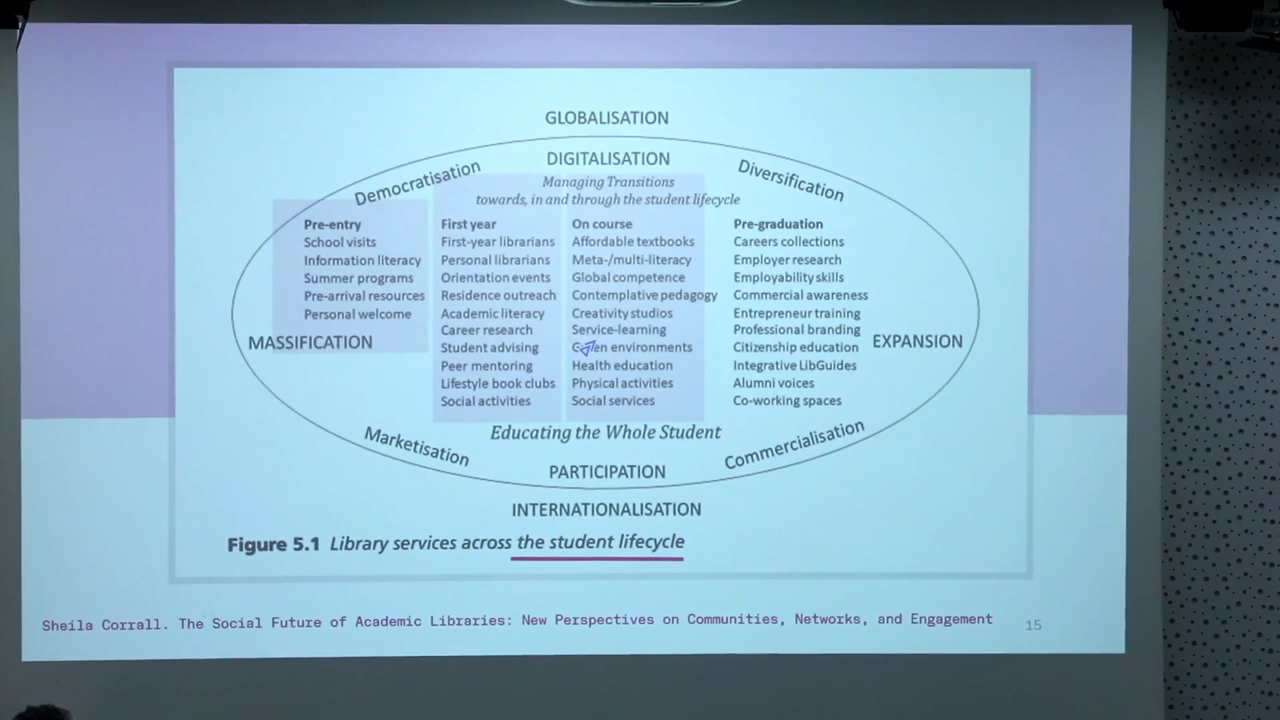 GLOBALISATION
DIGITALISATION
Democratisation
Diversification
Managing Transitions
towards, in and through the student lifecycle
Pre-entry
School visits
Information literacy
Summer programs
Pre-arrival resources
Personal welcome
First year
First-year librarians
Personal librarians
Orientation events
Residence outreach
Academic literacy
Career research
Student advising
Peer mentoring
Lifestyle book clubs
Social activities
On course
Affordable textbooks
Meta-/multi-literacy
Global competence
Contemplative pedagogy
Creativity studios
Service-learning
environments
Health education
Physical activities
Social services
Pre-graduation
Careers collections
Employer research
Employability skills
Commercial awareness
Entrepreneur training
Professional branding
Citizenship education
Integrative LibGuides
Alumni voices
Co-working spaces
MASSIFICATION
EXPANSION
Educating the Whole Student
Marketisation
Commercialisation
PARTICIPATION
INTERNATIONALISATION
Figure 5.1 Library services across the student lifecycle
Sheila Corrall. The Social Future of Academic Libraries: New Perspectives on Communities, Networks, and Engagement
15